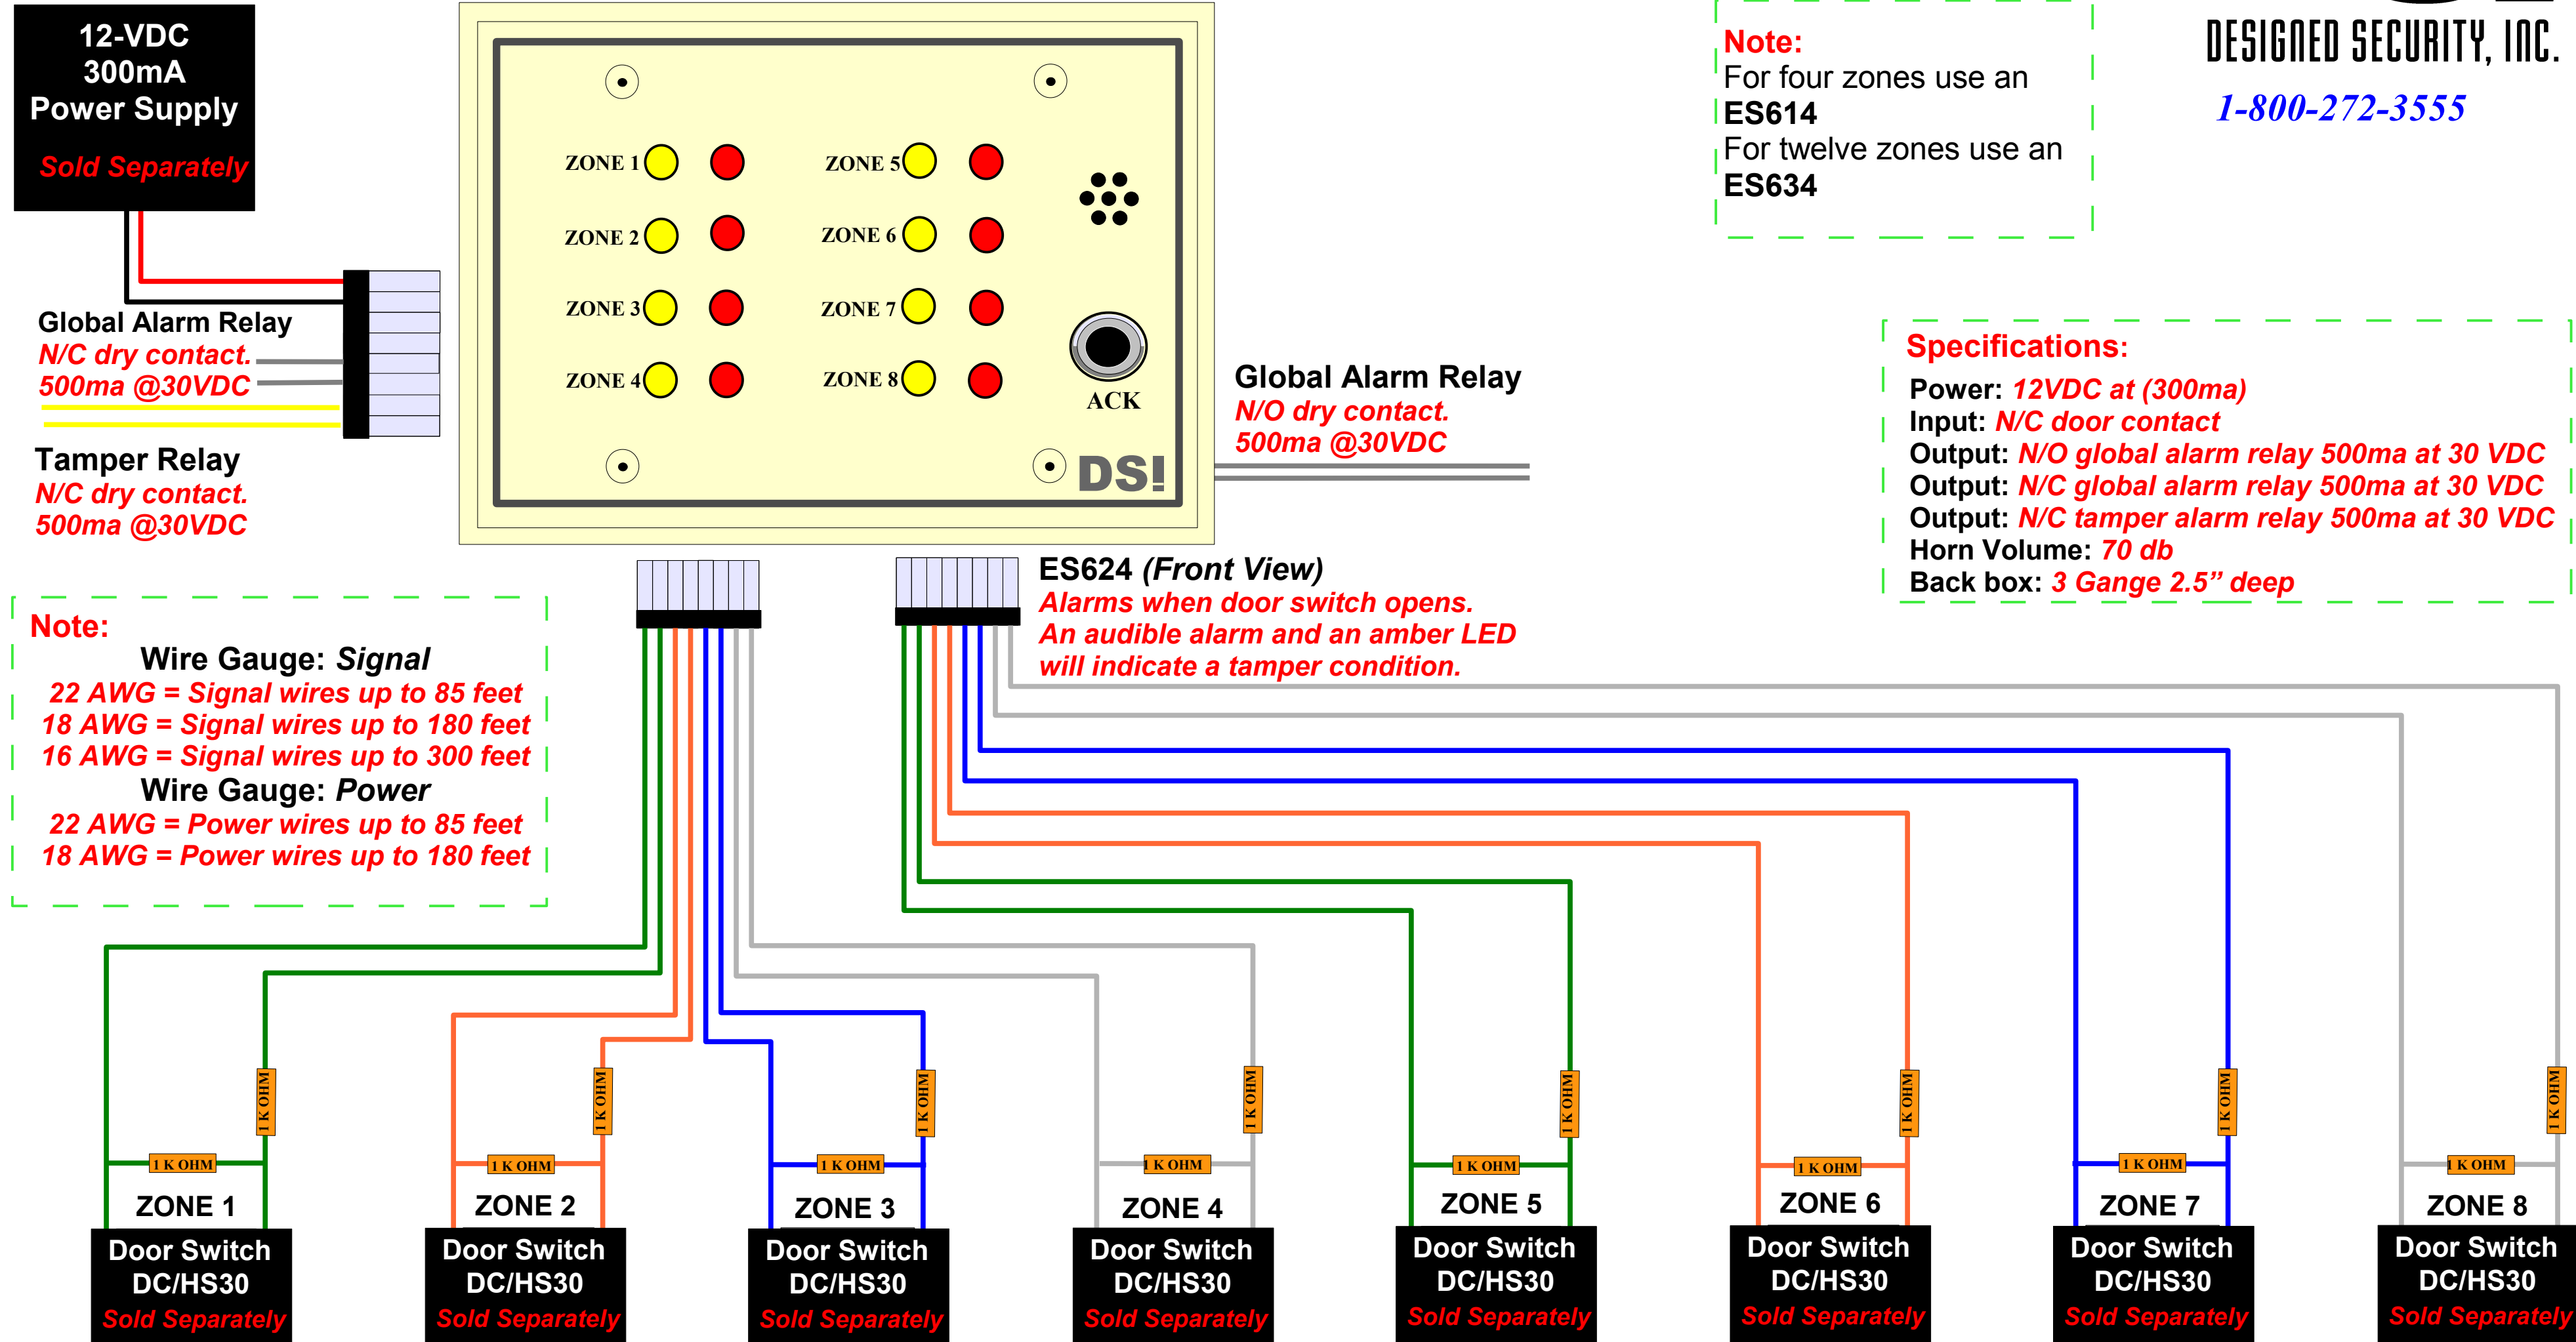 12-VDC
300mA
Power Supply
Sold Separately
Global Alarm Relay
N/C dry contact.
500ma @30VDC
Tamper Relay
N/C dry contact.
500ma @30VDC
ZONE 1
ZONE 2
ZONE 3
ZONE 4
ZONE 5
ZONE 6
ZONE 7
ZONE 8
ACK
DS!
Global Alarm Relay
N/O dry contact.
500ma @30VDC
Note:
For four zones use an
ES614
For twelve zones use an
ES634
DESIGNED SECURITY, INC.
1-800-272-3555
Specifications:
Power: 12VDC at (300ma)
Input: N/C door contact
Output: N/O global alarm relay 500ma at 30 VDC
Output: N/C global alarm relay 500ma at 30 VDC
Output: N/C tamper alarm relay 500ma at 30 VDC
Horn Volume: 70 db
Back box: 3 Gange 2.5” deep
ES624 (Front View)
Alarms when door switch opens.
An audible alarm and an amber LED
will indicate a tamper condition.
Note:
Wire Gauge: Signal
22 AWG = Signal wires up to 85 feet
18 AWG = Signal wires up to 180 feet
16 AWG = Signal wires up to 300 feet
Wire Gauge: Power
22 AWG = Power wires up to 85 feet
18 AWG = Power wires up to 180 feet
1 K OHM
1 K OHM
ZONE 1
Door Switch
DC/HS30
Sold Separately
1 K OHM
1 K OHM
ZONE 2
Door Switch
DC/HS30
Sold Separately
1 K OHM
1 K OHM
ZONE 3
Door Switch
DC/HS30
Sold Separately
1 K OHM
1 K OHM
ZONE 4
Door Switch
DC/HS30
Sold Separately
1 K OHM
1 K OHM
ZONE 5
Door Switch
DC/HS30
Sold Separately
1 K OHM
1 K OHM
ZONE 6
Door Switch
DC/HS30
Sold Separately
1 K OHM
1 K OHM
ZONE 7
Door Switch
DC/HS30
Sold Separately
1 K OHM
1 K OHM
ZONE 8
Door Switch
DC/HS30
Sold Separately